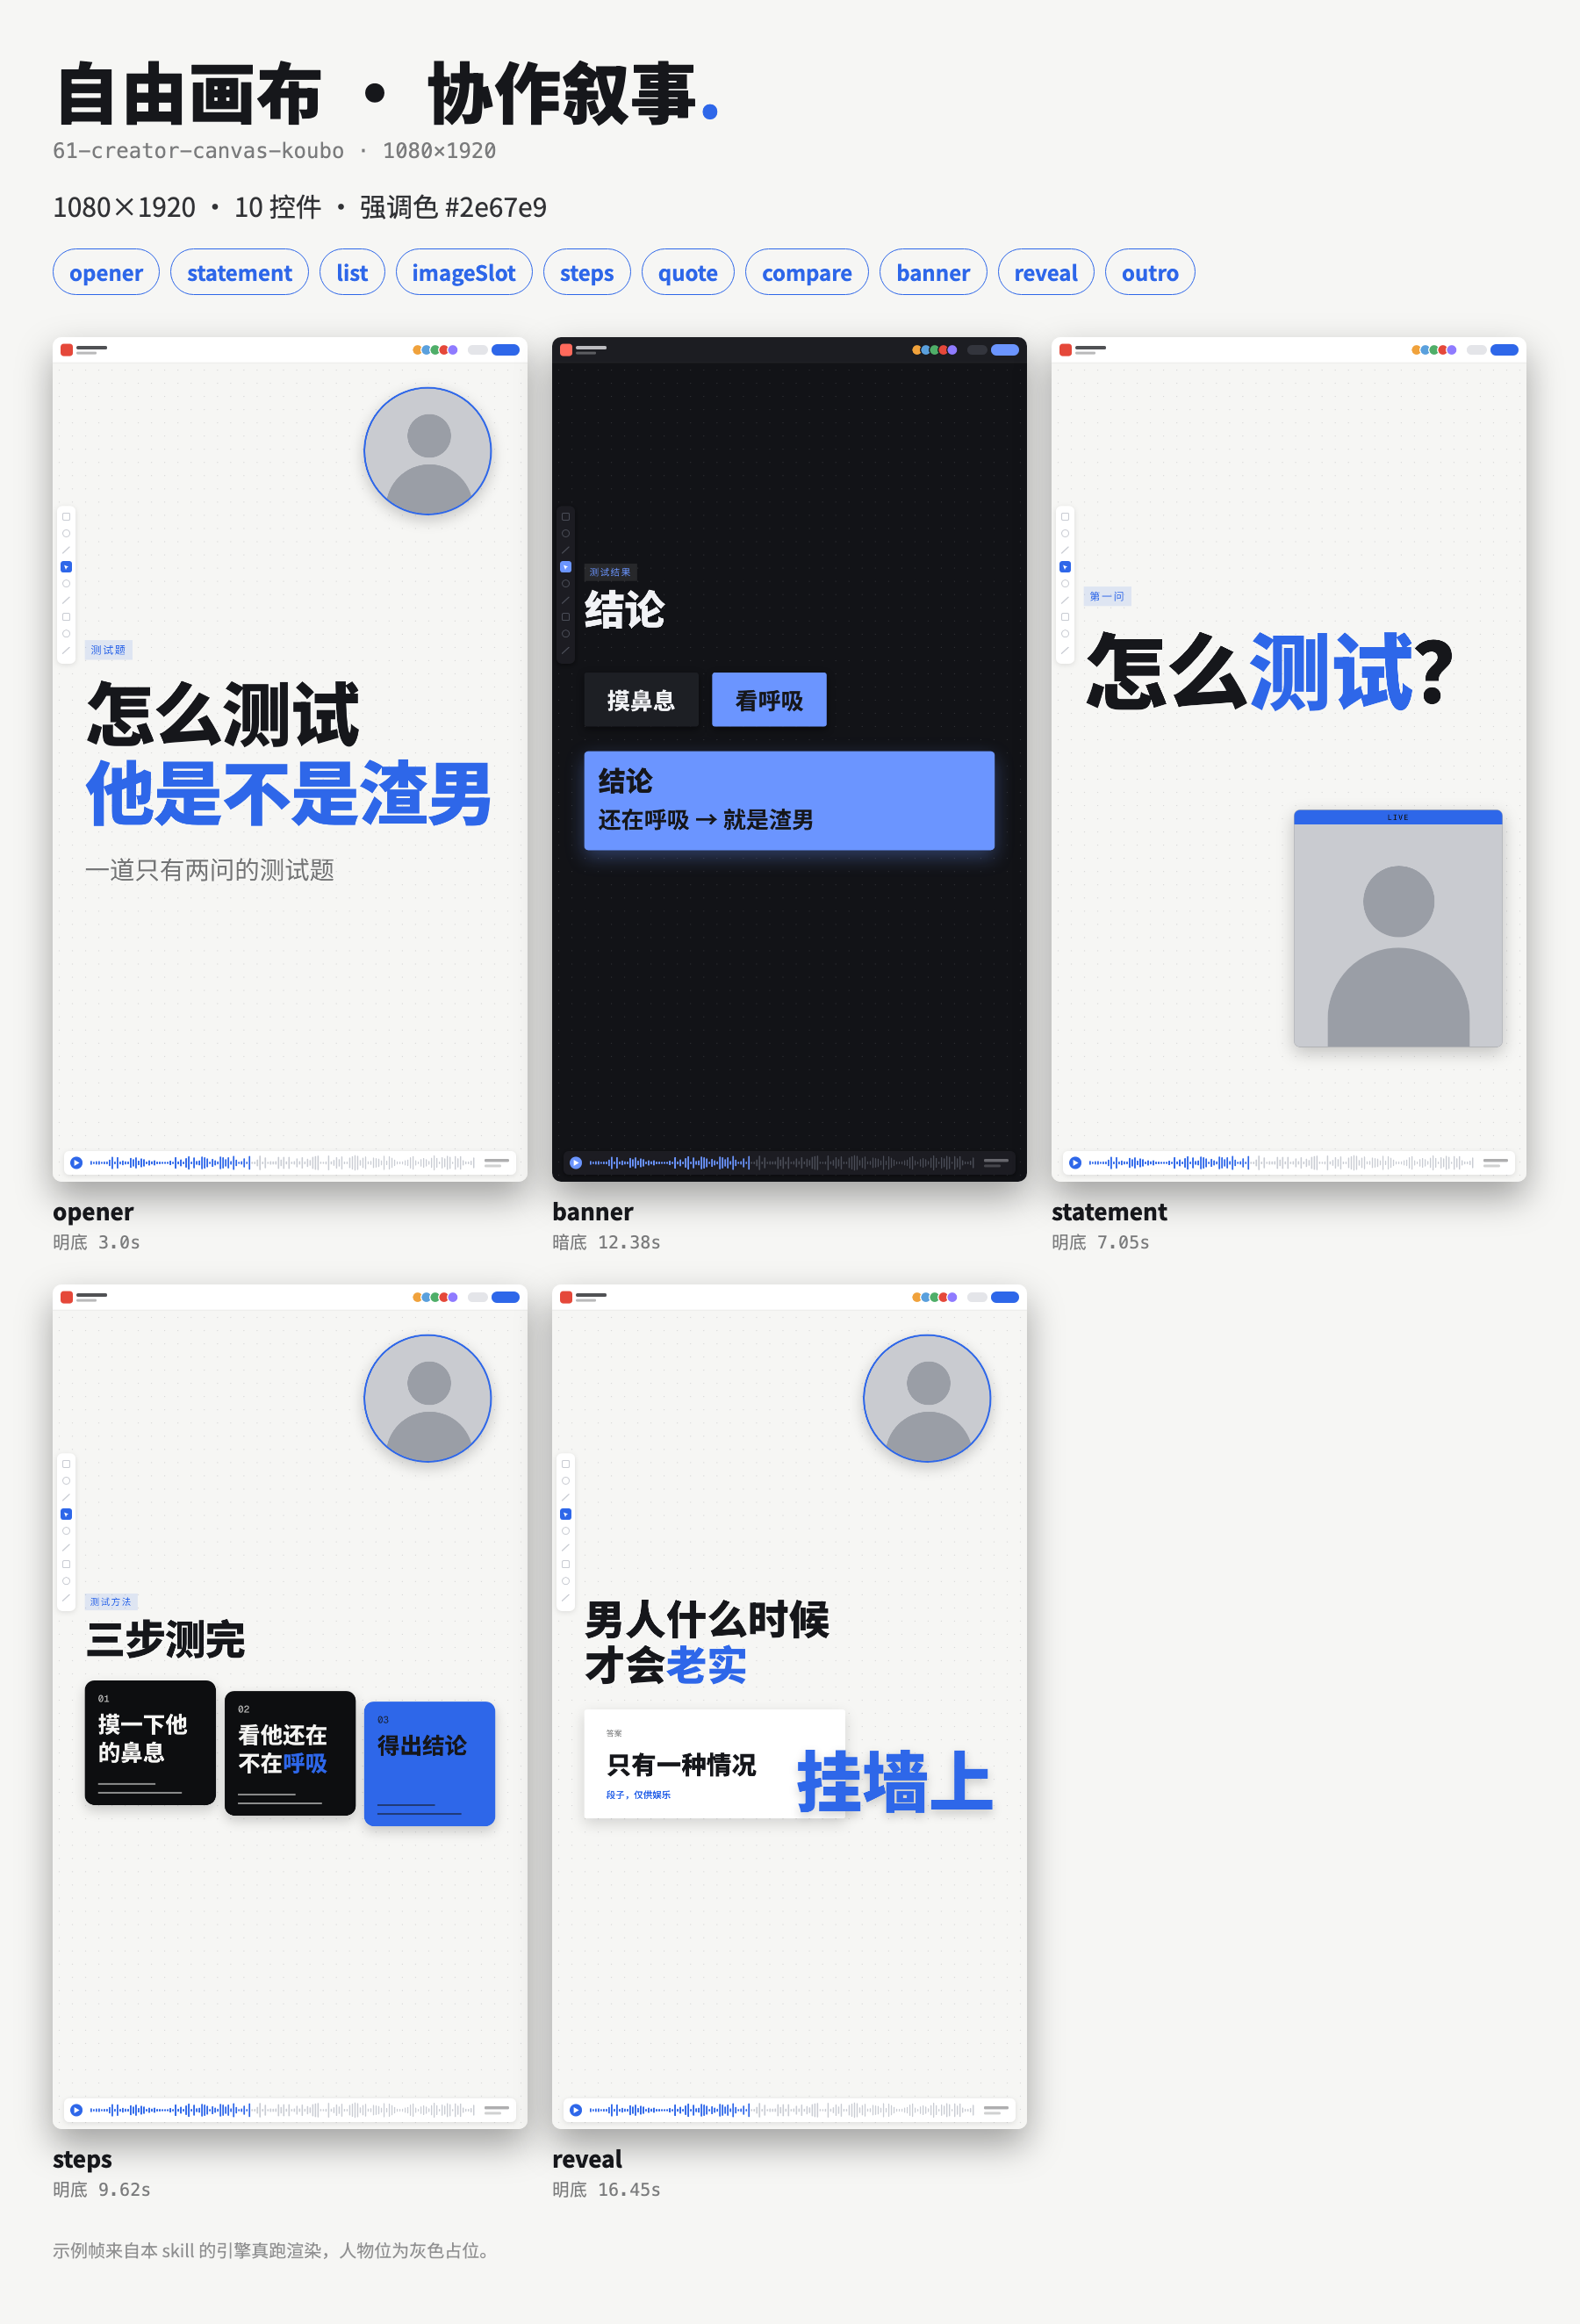 自由画布 · 协作叙事.
61-creator-canvas-koubo · 1080×1920
1080×1920 · 10 控件 · 强调色 #2e67e9
opener
statement
list
imageSlot
steps
quote
compare
banner
reveal
outro
测试题
怎么测试
他是不是渣男
一道只有两问的测试题
opener
明底 3.0s
测试结果
结论
摸鼻息
看呼吸
结论
还在呼吸 → 就是渣男
banner
暗底 12.38s
第一问
怎么测试?
LIVE
statement
明底 7.05s
测试方法
三步测完
01
摸一下他
的鼻息
02
看他还在
不在呼吸
03
得出结论
steps
明底 9.62s
男人什么时候
才会老实
答案
只有一种情况
段子，仅供娱乐
挂墙上
reveal
明底 16.45s
示例帧来自本 skill 的引擎真跑渲染，人物位为灰色占位。